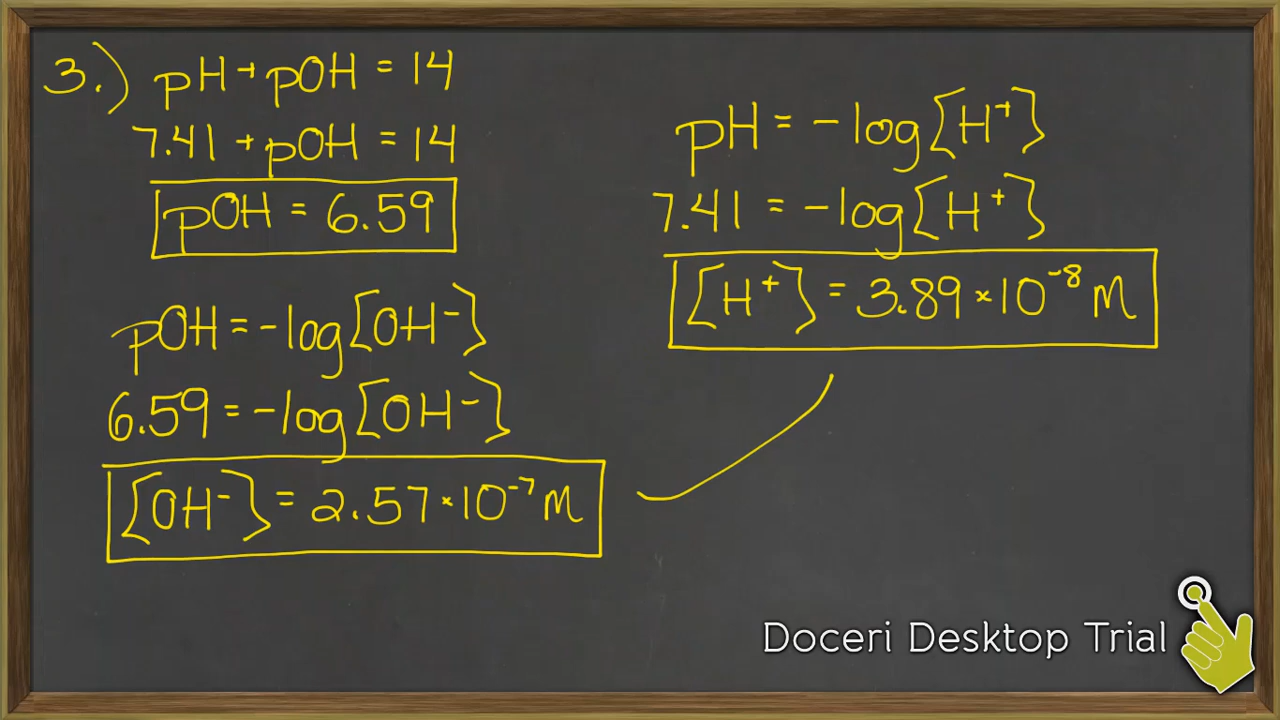 3.) pH + pOH = 14
7.41 + pOH = 14
pOH = 6.59
pOH = -log[OH⁻]
6.59 = -log[OH⁻]
[OH⁻] = 2.57 × 10⁻⁷ M
pH = -log[H⁺]
7.41 = -log[H⁺]
[H⁺] = 3.89 × 10⁻⁸ M
Doceri Desktop Trial